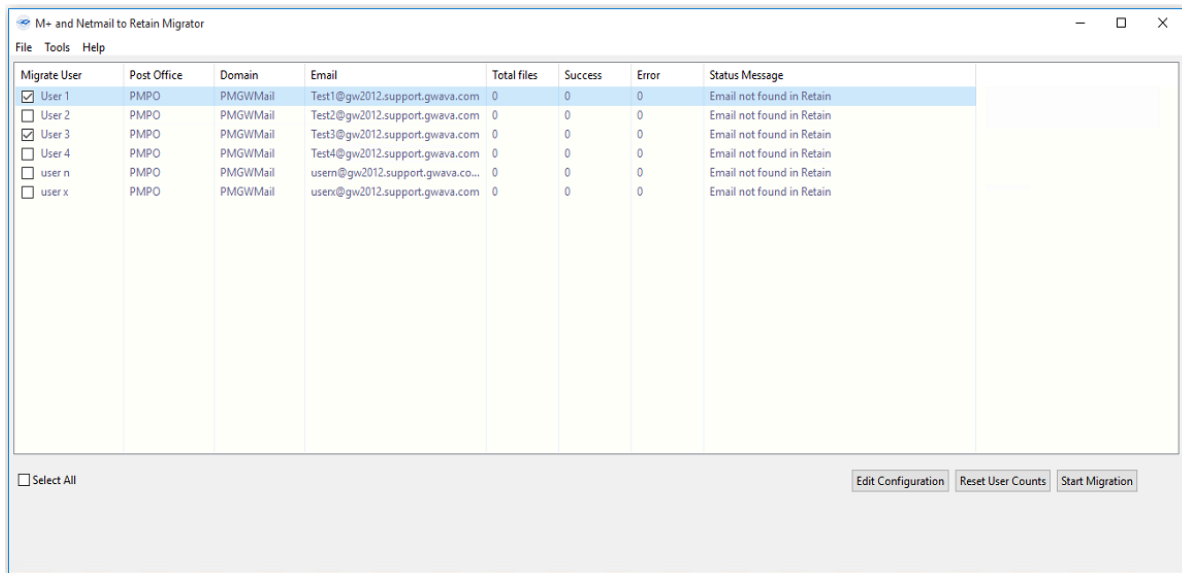 M+ and Netmail to Retain Migrator
File Tools Help
Migrate User Post Office Domain Email Total files Success Error Status Message
User 1 PMPO PMGWMail Test1@gw2012.support.gwava.com 0 0 0 Email not found in Retain
User 2 PMPO PMGWMail Test2@gw2012.support.gwava.com 0 0 0 Email not found in Retain
User 3 PMPO PMGWMail Test3@gw2012.support.gwava.com 0 0 0 Email not found in Retain
User 4 PMPO PMGWMail Test4@gw2012.support.gwava.com 0 0 0 Email not found in Retain
user n PMPO PMGWMail usern@gw2012.support.gwava.co... 0 0 0 Email not found in Retain
user x PMPO PMGWMail userx@gw2012.support.gwava.com 0 0 0 Email not found in Retain
Select All Edit Configuration Reset User Counts Start Migration